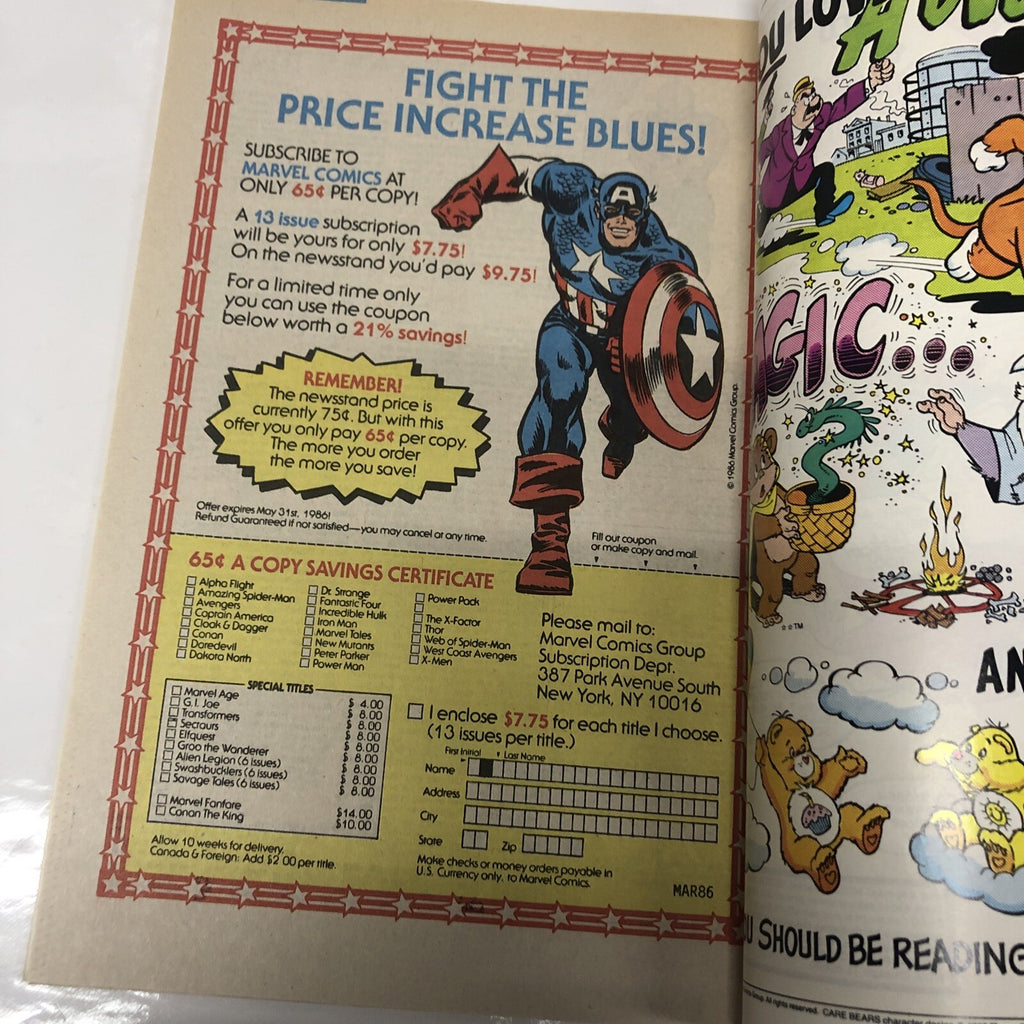 FIGHT THE
PRICE INCREASE BLUES!
SUBSCRIBE TO
MARVEL COMICS AT
ONLY 65¢ PER COPY!
A 13 issue subscription
will be yours for only $7.75!
On the newsstand you'd pay $9.75!
For a limited time only
you can use the coupon
below worth a 21% savings!
REMEMBER!
The newsstand price is
currently 75¢. But with this
offer you only pay 65¢ per copy.
The more you order
the more you save!
© 1986 Marvel Comics Group.
Offer expires May 31st, 1986!
Refund Guaranteed if not satisfied—you may cancel at any time.
Fill out coupon
or make copy and mail.
65¢ A COPY SAVINGS CERTIFICATE
Alpha Flight
Amazing Spider-Man
Avengers
Captain America
Cloak & Dagger
Conan
Daredevil
Dakota North
Dr. Strange
Fantastic Four
Incredible Hulk
Iron Man
Marvel Tales
New Mutants
Peter Parker
Power Man
Power Pack
The X-Factor
Thor
Web of Spider-Man
West Coast Avengers
X-Men
SPECIAL TITLES
Marvel Age $ 4.00
G.I. Joe $ 8.00
Transformers $ 8.00
Sectaurs $ 8.00
Elfquest $ 8.00
Groo the Wanderer $ 8.00
Alien Legion (6 issues) $ 8.00
Swashbucklers (6 issues) $ 8.00
Savage Tales (6 issues) $ 8.00
Marvel Fanfare $14.00
Conan The King $10.00
Allow 10 weeks for delivery.
Canada & Foreign: Add $2.00 per title.
Please mail to:
Marvel Comics Group
Subscription Dept.
387 Park Avenue South
New York, NY 10016
I enclose $7.75 for each title I choose.
(13 issues per title.)
First Initial Last Name
Name
Address
City
State Zip
Make checks or money orders payable in
U.S. Currency only, to Marvel Comics.
MAR86
OU LOV
GIC...
TM
AN
U SHOULD BE READING
Group. All rights reserved. CARE BEARS character